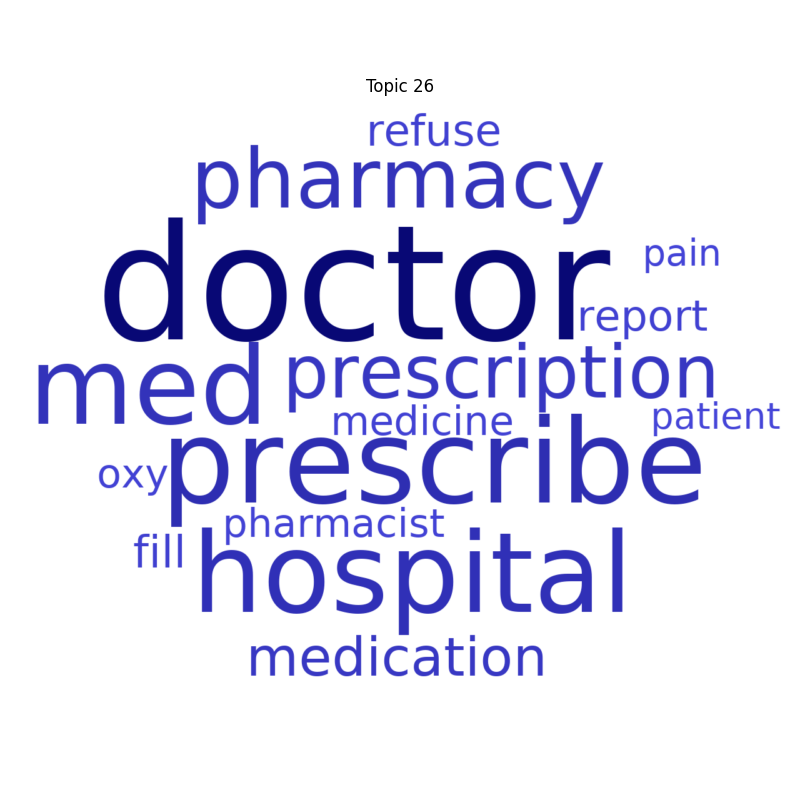 Topic 26
refuse
pharmacy
doctor
pain
report
med
prescription
medicine
patient
prescribe
oxy
pharmacist
fill
hospital
medication